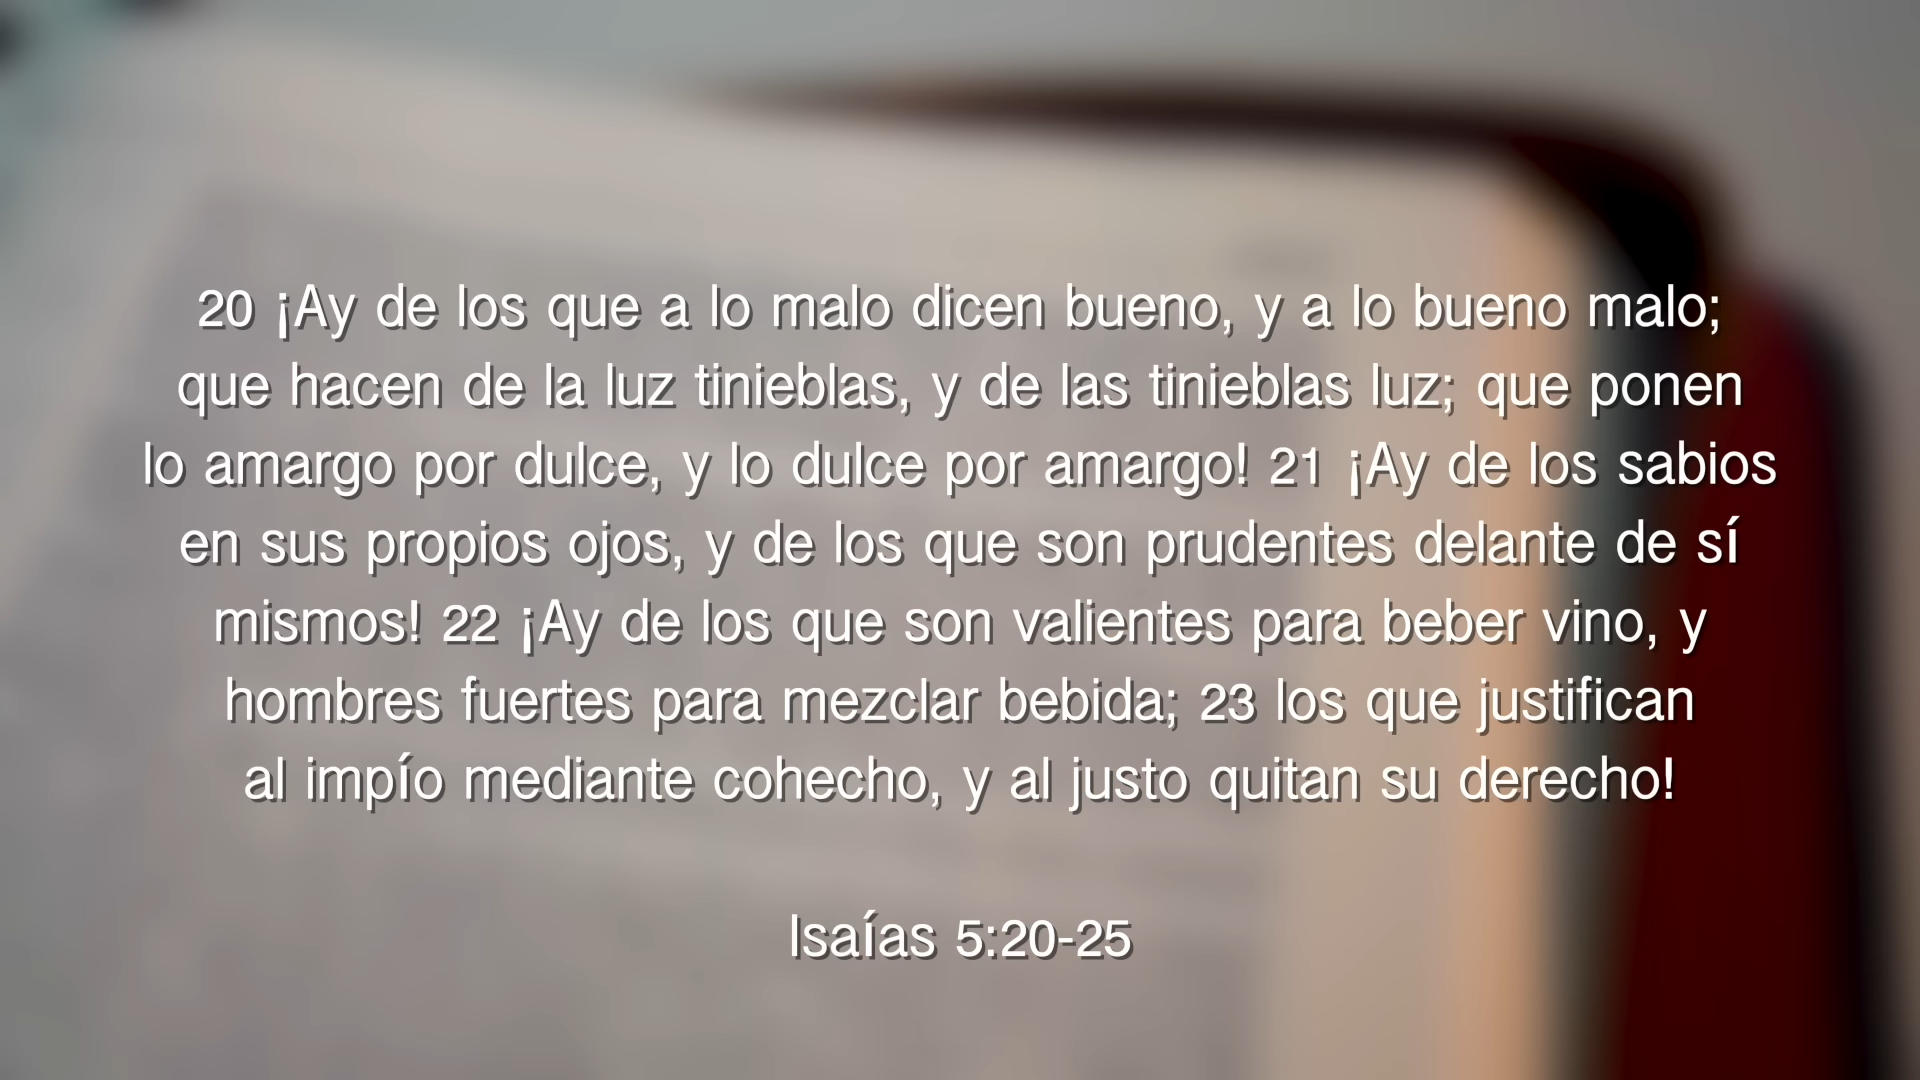 20 ¡Ay de los que a lo malo dicen bueno, y a lo bueno malo;
que hacen de la luz tinieblas, y de las tinieblas luz; que ponen
lo amargo por dulce, y lo dulce por amargo! 21 ¡Ay de los sabios
en sus propios ojos, y de los que son prudentes delante de sí
mismos! 22 ¡Ay de los que son valientes para beber vino, y
hombres fuertes para mezclar bebida; 23 los que justifican
al impío mediante cohecho, y al justo quitan su derecho!
Isaías 5:20-25